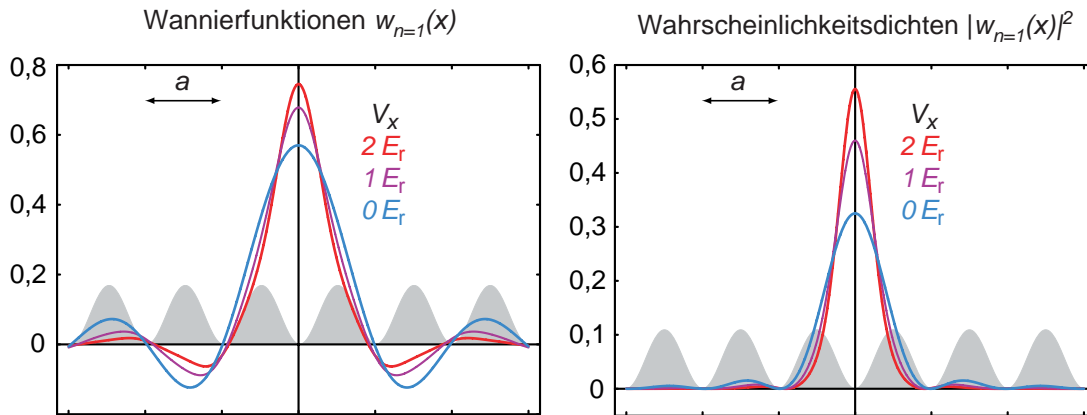 Wannierfunktionen w_{n=1}(x)
0,8
0,6
0,4
0,2
0
a
V_x
2 E_r
1 E_r
0 E_r
Wahrscheinlichkeitsdichten |w_{n=1}(x)|²
0,6
0,5
0,4
0,3
0,2
0,1
0
a
V_x
2 E_r
1 E_r
0 E_r